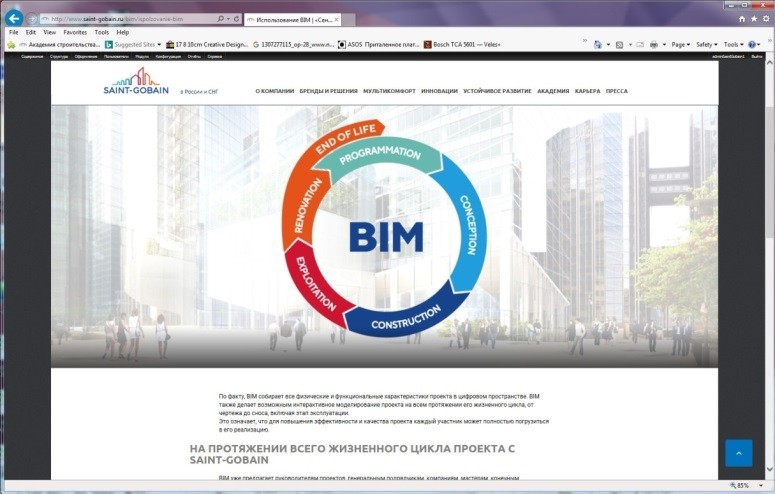 http://www.saint-gobain.ru/bim/ispolzovanie-bim
Использование BIM | «Сен...
File Edit View Favorites Tools Help
Академия строительства...
Suggested Sites
17 8 10cm Creative Design...
1307277115_op-28_www.n...
ASOS Приталенное плат...
Bosch TCA 5601 — Veles»
Page Safety Tools
Содержание Структура Оформление Пользователи Модули Конфигурация Отчёты Справка
Выйти
SAINT-GOBAIN
в России и СНГ
О КОМПАНИИ БРЕНДЫ И РЕШЕНИЯ МУЛЬТИКОМФОРТ ИННОВАЦИИ УСТОЙЧИВОЕ РАЗВИТИЕ АКАДЕМИЯ КАРЬЕРА ПРЕССА
END OF LIFE
PROGRAMMATION
CONCEPTION
CONSTRUCTION
EXPLOITATION
RENOVATION
BIM
По факту, BIM собирает все физические и функциональные характеристики проекта в цифровом пространстве. BIM
также делает возможным интерактивное моделирование проекта на всем протяжении его жизненного цикла, от
чертежа до сноса, включая этап эксплуатации.
Это означает, что для повышения эффективности и качества проекта каждый участник может полностью погрузиться
в его реализацию.
НА ПРОТЯЖЕНИИ ВСЕГО ЖИЗНЕННОГО ЦИКЛА ПРОЕКТА С
SAINT-GOBAIN
BIM уже предлагает руководителям проектов, генеральным подрядчикам, компаниям, мастерам, конечным
85%